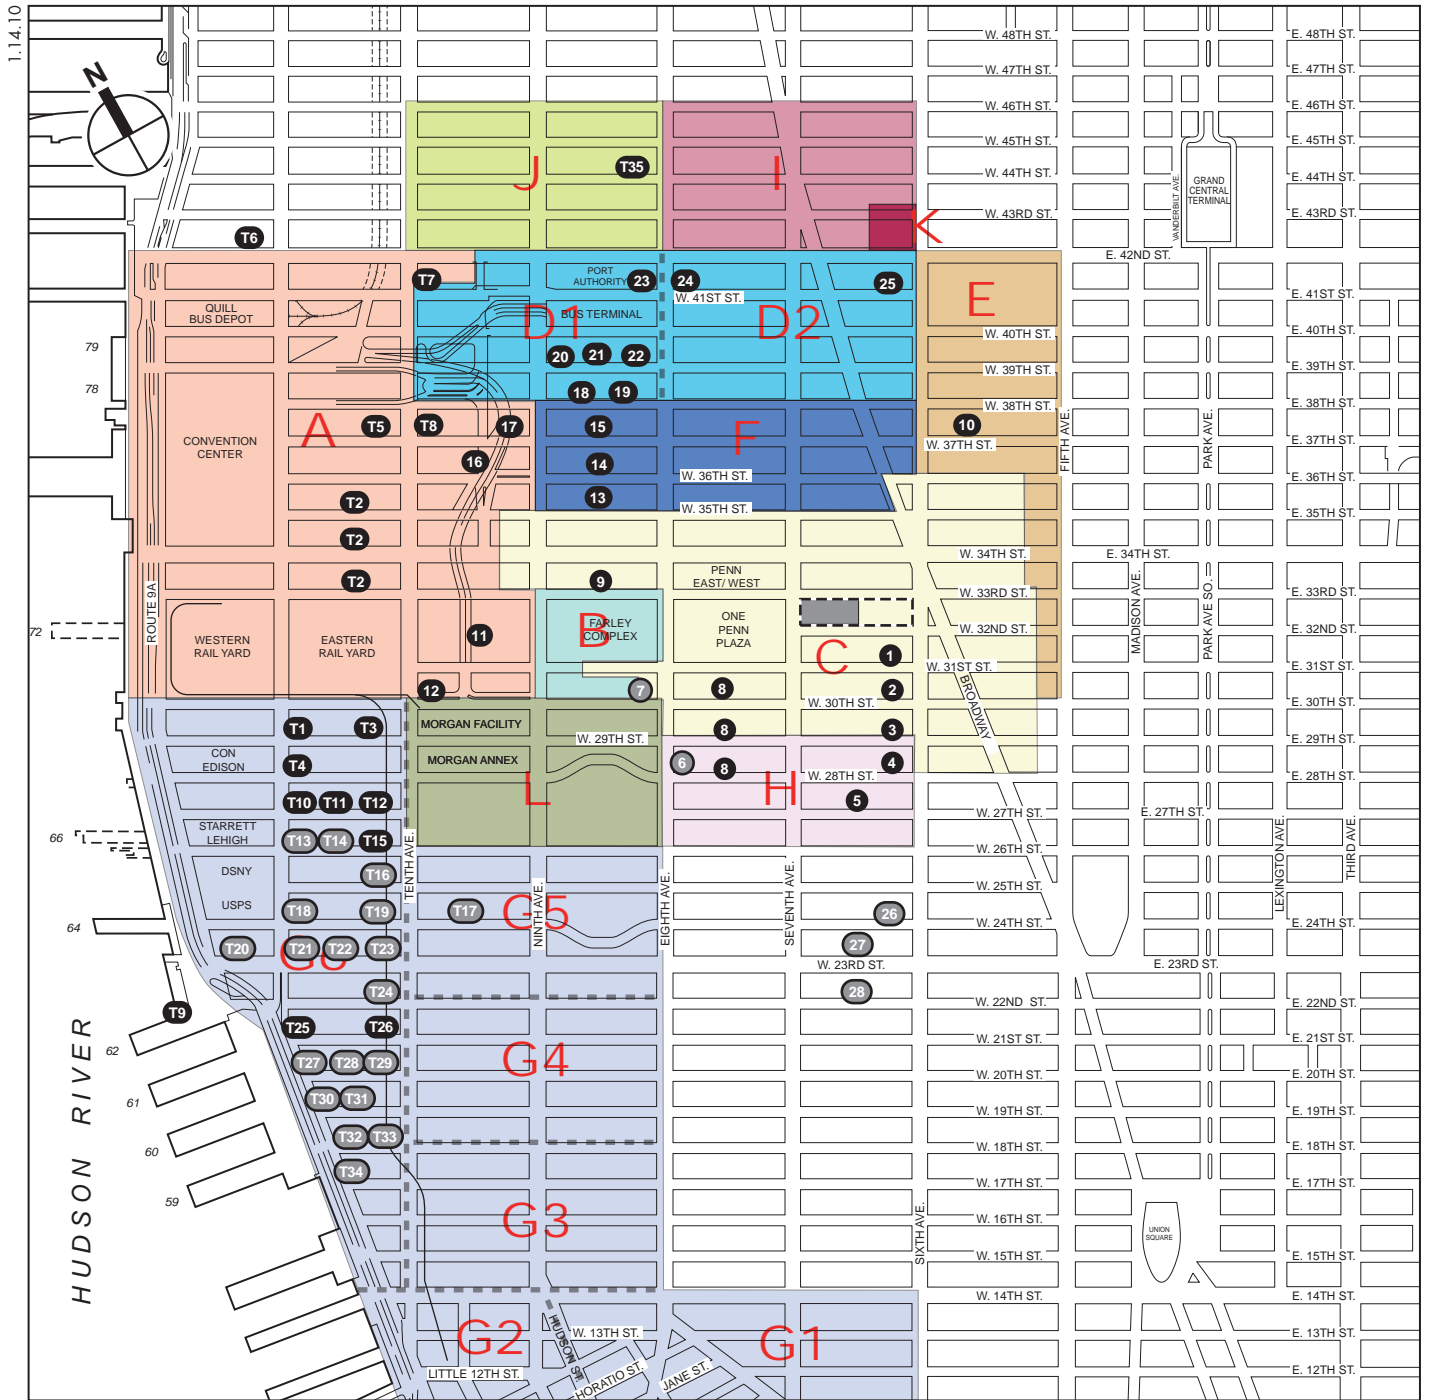 1.14.10
N
W. 48TH ST.
E. 48TH ST.
W. 47TH ST.
E. 47TH ST.
W. 46TH ST.
E. 46TH ST.
W. 45TH ST.
E. 45TH ST.
W. 44TH ST.
E. 44TH ST.
W. 43RD ST.
E. 43RD ST.
VANDERBILT AVE.
GRAND
CENTRAL
TERMINAL
J
T35
I
K
T6
E. 42ND ST.
T7
PORT
AUTHORITY
23
24
25
W. 41ST ST.
E. 41ST ST.
QUILL
BUS DEPOT
D1
BUS TERMINAL
D2
E
W. 40TH ST.
E. 40TH ST.
79
20
21
22
W. 39TH ST.
E. 39TH ST.
78
18
19
W. 38TH ST.
E. 38TH ST.
A
T5
T8
17
15
F
10
CONVENTION
CENTER
W. 37TH ST.
E. 37TH ST.
FIFTH AVE.
PARK AVE.
16
14
W. 36TH ST.
E. 36TH ST.
T2
13
W. 35TH ST.
E. 35TH ST.
T2
W. 34TH ST.
E. 34TH ST.
T2
9
PENN
EAST/ WEST
W. 33RD ST.
E. 33RD ST.
ROUTE 9A
MADISON AVE.
PARK AVE SO.
72
WESTERN
RAIL YARD
EASTERN
RAIL YARD
11
B
FARLEY
COMPLEX
ONE
PENN
PLAZA
W. 32ND ST.
E. 32ND ST.
C
1
W. 31ST ST.
E. 31ST ST.
12
7
8
2
W. 30TH ST.
E. 30TH ST.
BROADWAY
T1
T3
MORGAN FACILITY
8
3
W. 29TH ST.
E. 29TH ST.
CON
EDISON
T4
MORGAN ANNEX
6
8
4
W. 28TH ST.
E. 28TH ST.
L
H
T10
T11
T12
5
W. 27TH ST.
E. 27TH ST.
E. 27TH ST.
66
STARRETT
LEHIGH
T13
T14
T15
W. 26TH ST.
E. 26TH ST.
TENTH AVE.
NINTH AVE.
EIGHTH AVE.
SEVENTH AVE.
LEXINGTON AVE.
THIRD AVE.
DSNY
T16
W. 25TH ST.
E. 25TH ST.
USPS
T18
T19
T17
G5
26
64
W. 24TH ST.
E. 24TH ST.
T20
T21
T22
T23
G6
27
W. 23RD ST.
E. 23RD ST.
T24
28
W. 22ND ST.
E. 22ND ST.
T9
T25
T26
W. 21ST ST.
E. 21ST ST.
62
T27
T28
T29
G4
W. 20TH ST.
E. 20TH ST.
61
T30
T31
W. 19TH ST.
E. 19TH ST.
60
T32
T33
W. 18TH ST.
E. 18TH ST.
T34
W. 17TH ST.
E. 17TH ST.
59
HUDSON RIVER
G3
W. 16TH ST.
SIXTH AVE.
UNION
SQUARE
W. 15TH ST.
E. 15TH ST.
W. 14TH ST.
E. 14TH ST.
G2
HUDSON ST.
W. 13TH ST.
G1
E. 13TH ST.
LITTLE 12TH ST.
HORATIO ST.
JANE ST.
E. 12TH ST.